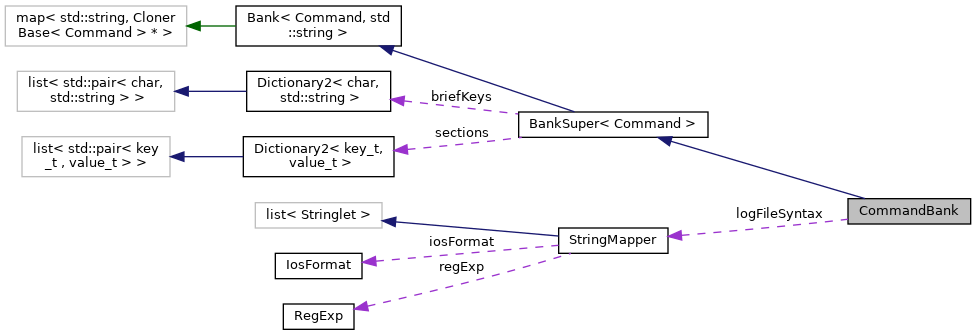 map< std::string, Cloner
Base< Command > * >
Bank< Command, std
::string >
list< std::pair< char,
std::string > >
Dictionary2< char,
std::string >
briefKeys
BankSuper< Command >
sections
list< std::pair< key
_t , value_t > >
Dictionary2< key_t,
value_t >
CommandBank
logFileSyntax
list< Stringlet >
StringMapper
iosFormat
IosFormat
regExp
RegExp